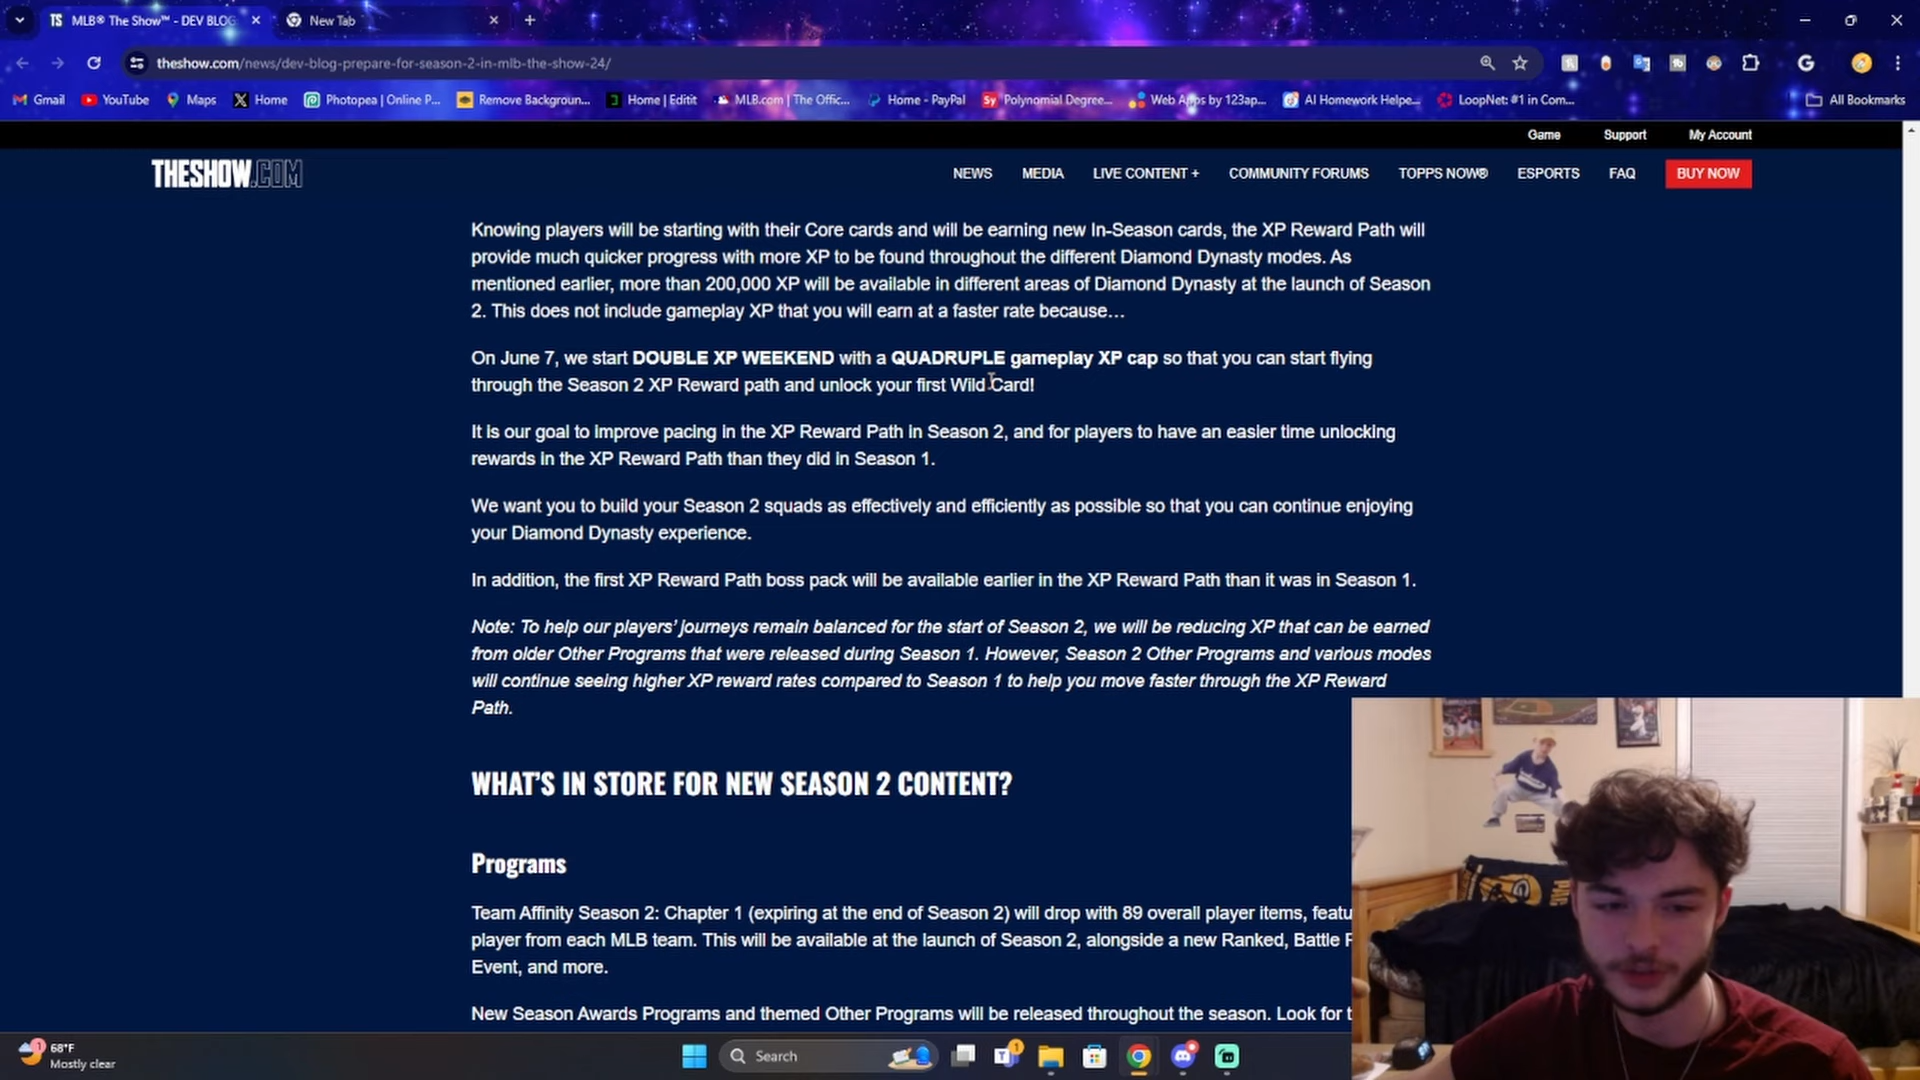 MLB® The Show™ - DEV BLOG
New Tab
theshow.com/news/dev-blog-prepare-for-season-2-in-mlb-the-show-24/
Gmail YouTube Maps Home Photopea | Online P... Remove Backgroun... Home | Editit MLB.com | The Offic... Home - PayPal Polynomial Degree... Web Apps by 123ap... AI Homework Helpe... LoopNet: #1 in Com... All Bookmarks
Game Support My Account
THESHOW.COM NEWS MEDIA LIVE CONTENT + COMMUNITY FORUMS TOPPS NOW® ESPORTS FAQ BUY NOW
Knowing players will be starting with their Core cards and will be earning new In-Season cards, the XP Reward Path will
provide much quicker progress with more XP to be found throughout the different Diamond Dynasty modes. As
mentioned earlier, more than 200,000 XP will be available in different areas of Diamond Dynasty at the launch of Season
2. This does not include gameplay XP that you will earn at a faster rate because…
On June 7, we start DOUBLE XP WEEKEND with a QUADRUPLE gameplay XP cap so that you can start flying
through the Season 2 XP Reward path and unlock your first Wild Card!
It is our goal to improve pacing in the XP Reward Path in Season 2, and for players to have an easier time unlocking
rewards in the XP Reward Path than they did in Season 1.
We want you to build your Season 2 squads as effectively and efficiently as possible so that you can continue enjoying
your Diamond Dynasty experience.
In addition, the first XP Reward Path boss pack will be available earlier in the XP Reward Path than it was in Season 1.
Note: To help our players’ journeys remain balanced for the start of Season 2, we will be reducing XP that can be earned
from older Other Programs that were released during Season 1. However, Season 2 Other Programs and various modes
will continue seeing higher XP reward rates compared to Season 1 to help you move faster through the XP Reward
Path.
WHAT’S IN STORE FOR NEW SEASON 2 CONTENT?
Programs
Team Affinity Season 2: Chapter 1 (expiring at the end of Season 2) will drop with 89 overall player items, featu
player from each MLB team. This will be available at the launch of Season 2, alongside a new Ranked, Battle
Event, and more.
New Season Awards Programs and themed Other Programs will be released throughout the season. Look for t
68°F
Mostly clear
Search